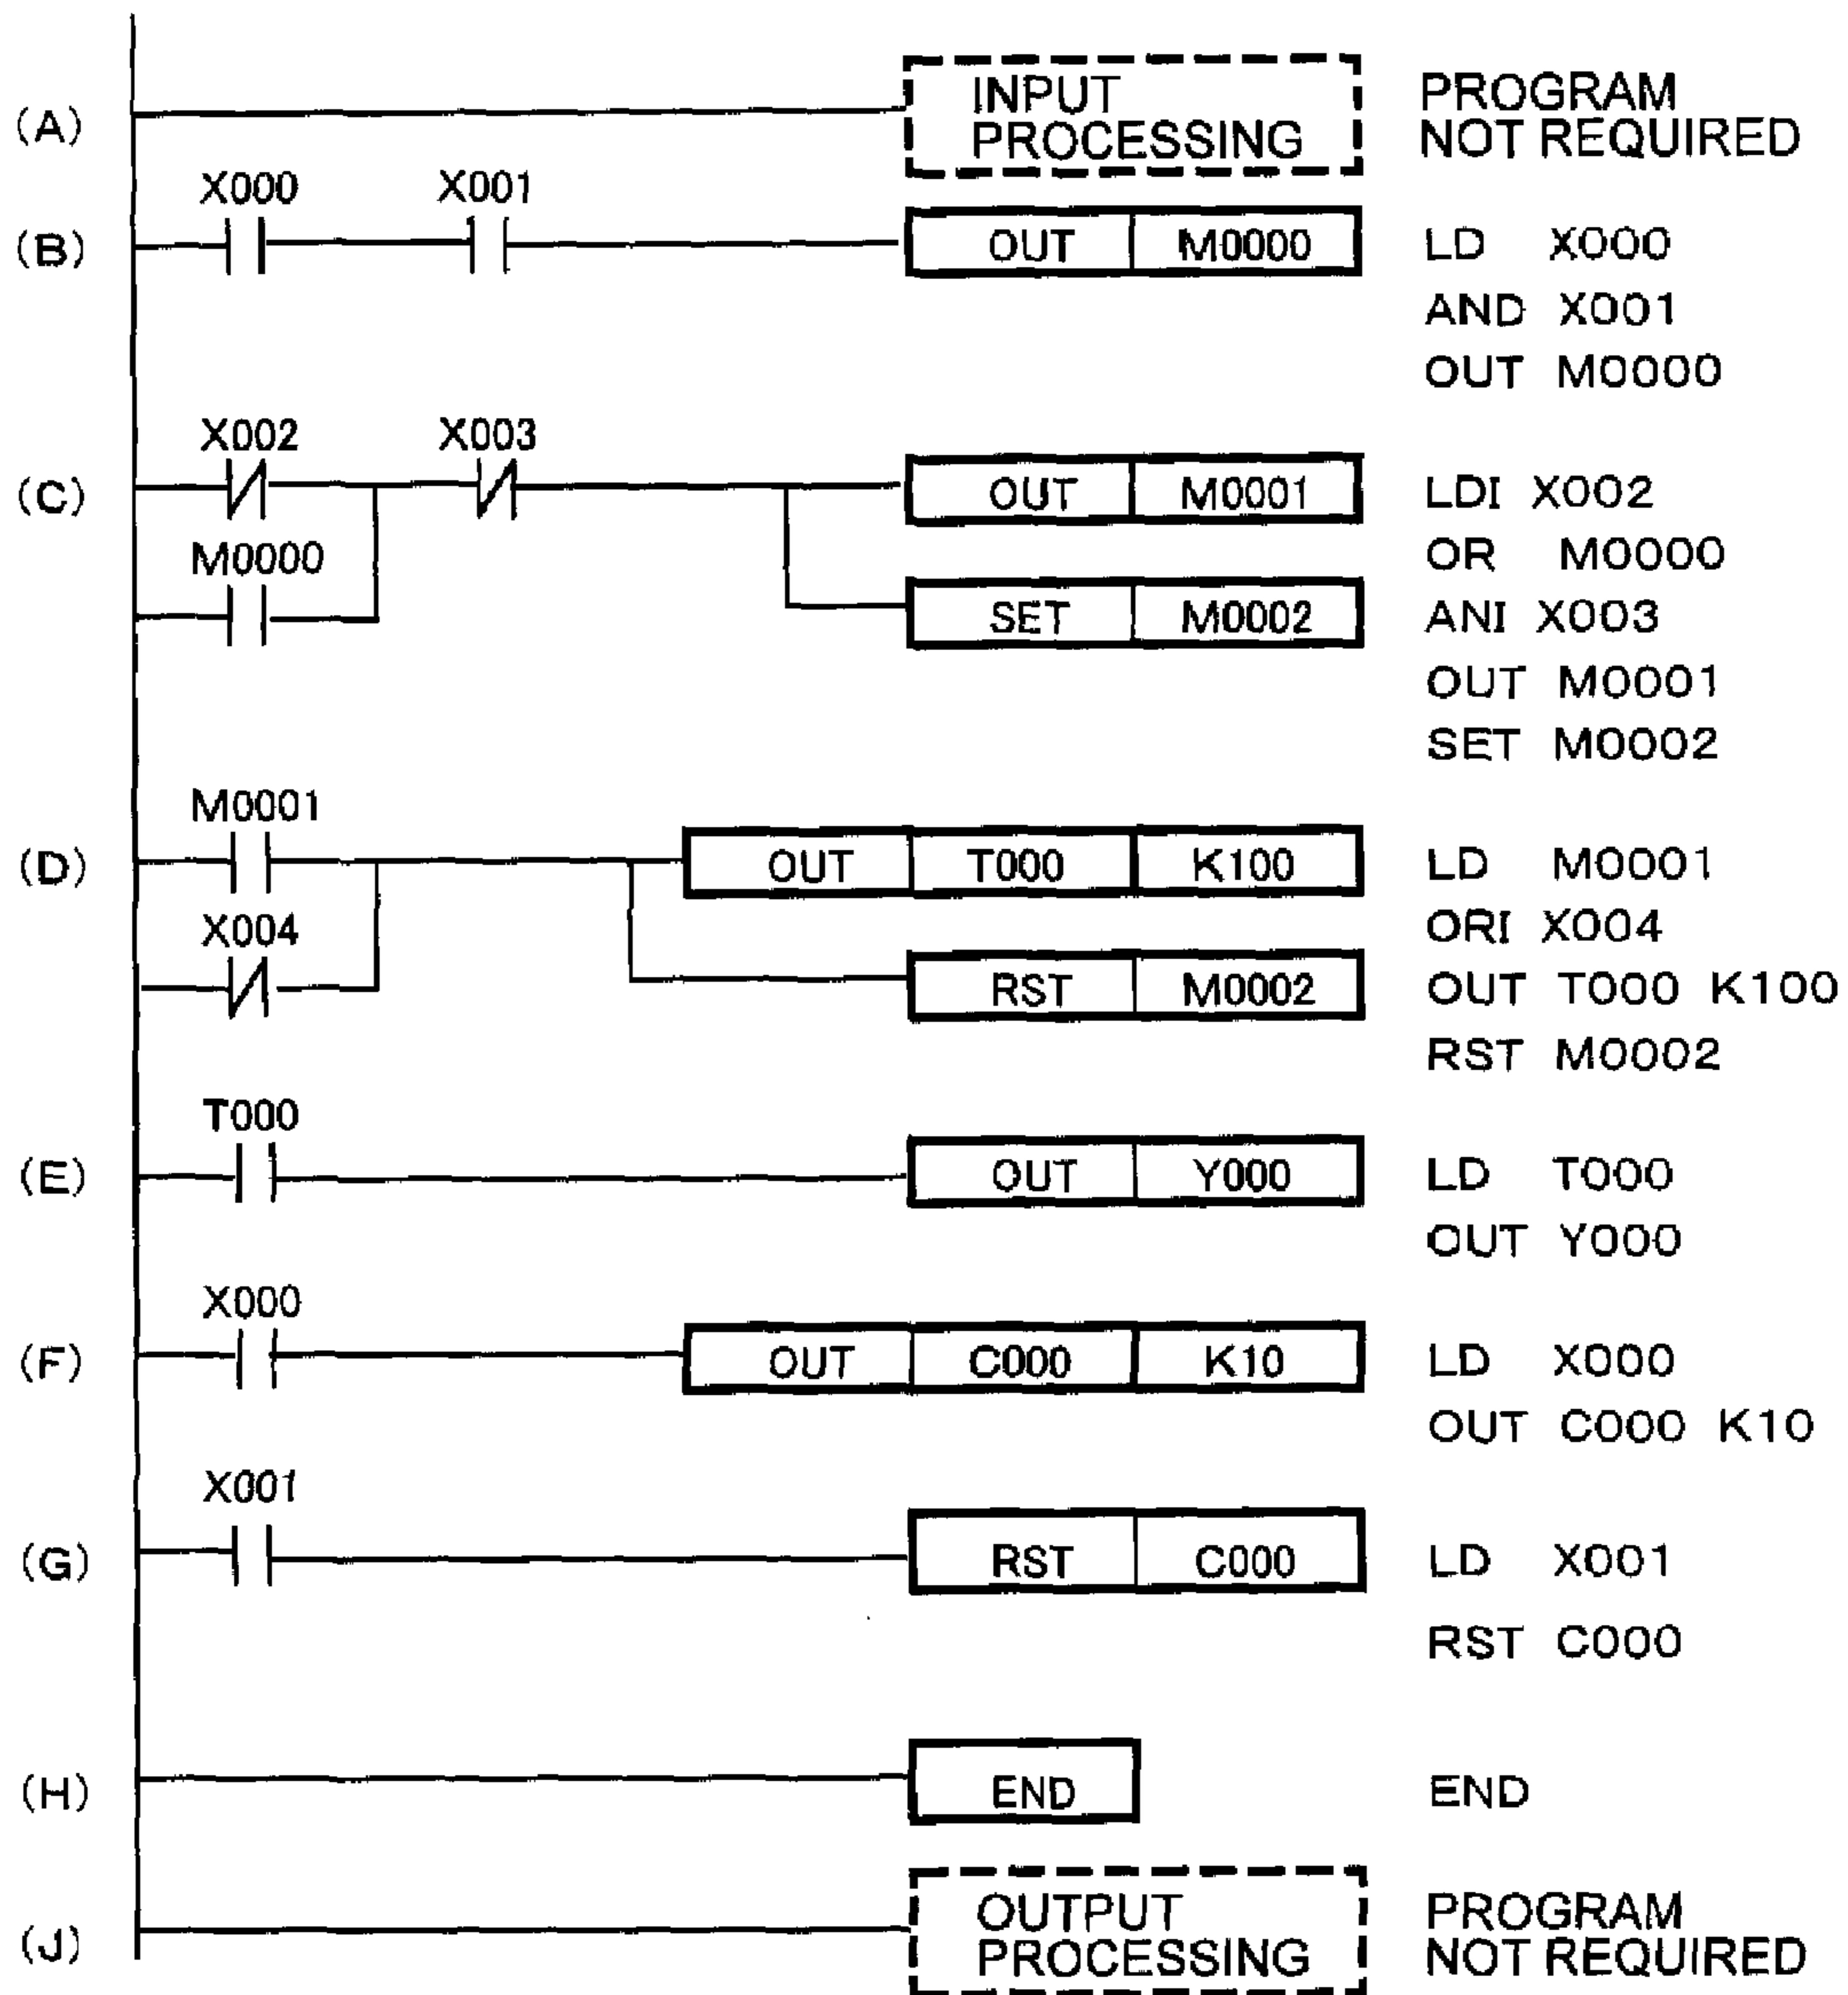 INPUT PROGRAM
(A) PROCESSING NOT REQUIRED
X000 X001
(B) OUT M0000 LD X000
AND X001
OUT M0000
X002 X003
(C) OUT M0001 LDI X002
M0000 OR M0000
SET M0002 ANI X003
OUT M0001
SET M0002
M0001
(D) OUT T000 K100 LD M0001
X004 ORI X004
RST M0002 OUT T000 K100
RST M0002
T000
(E) OUT Y000 LD T000
OUT Y000
X000
(F) OUT C000 K10 LD X000
OUT C000 K10
X001
(G) RST C000 LD X001
RST C000
(H) END END
OUTPUT PROGRAM
(J) PROCESSING NOT REQUIRED